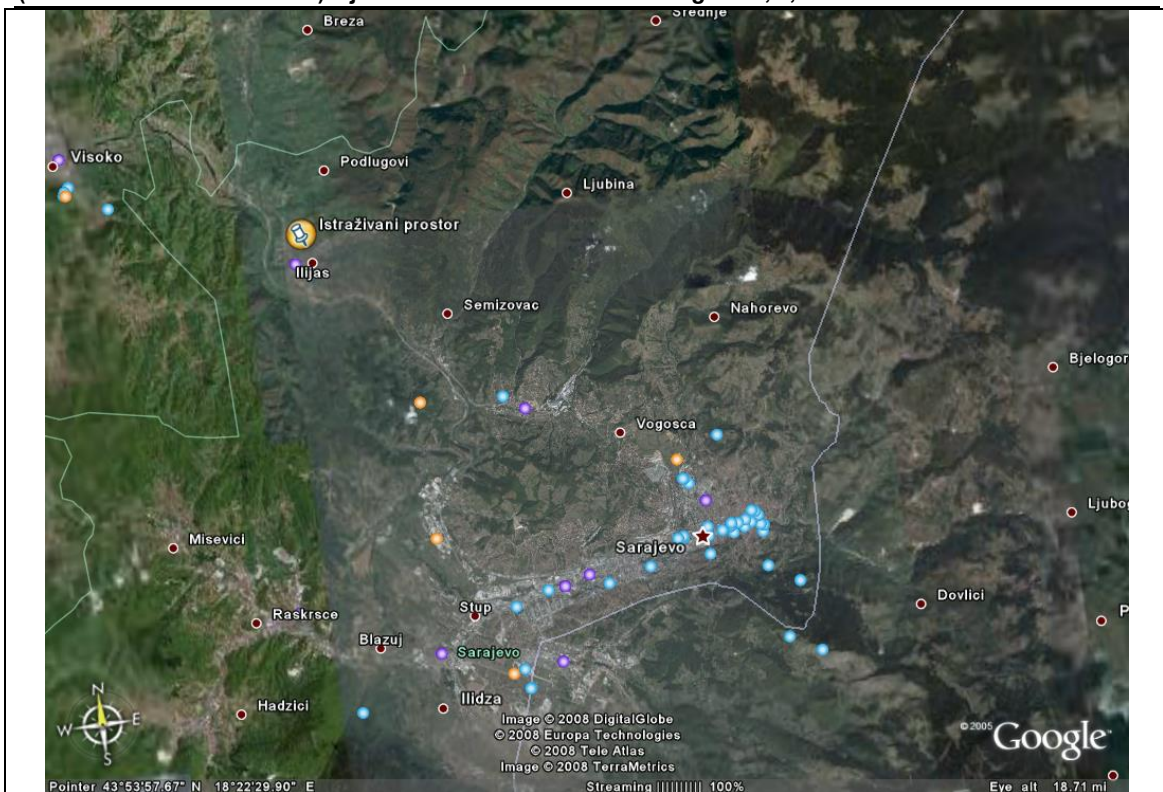 Breza
Srednje
Visoko
Podlugovi
Ljubina
Istraživani prostor
Ilijas
Semizovac
Nahorevo
Bjelogor
Vogosca
Ljubog
Misevici
Sarajevo
Dovlici
Stup
Raskrsce
P
Blazuj
Sarajevo
Ilidza
Hadzici
N
W E
S
Image © 2008 DigitalGlobe
© 2008 Europa Technologies
© 2008 Tele Atlas
Image © 2008 TerraMetrics
© 2005 Google™
Pointer 43°53'57.67" N 18°22'29.90" E Streaming |||||||||| 100% Eye alt 18.71 mi